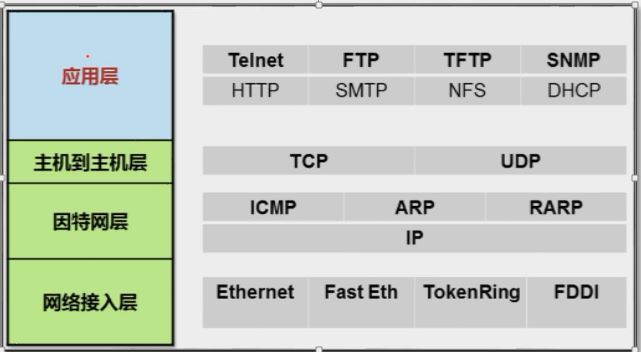 应用层
Telnet FTP TFTP SNMP
HTTP SMTP NFS DHCP
主机到主机层
TCP UDP
因特网层
ICMP ARP RARP
IP
网络接入层
Ethernet Fast Eth TokenRing FDDI